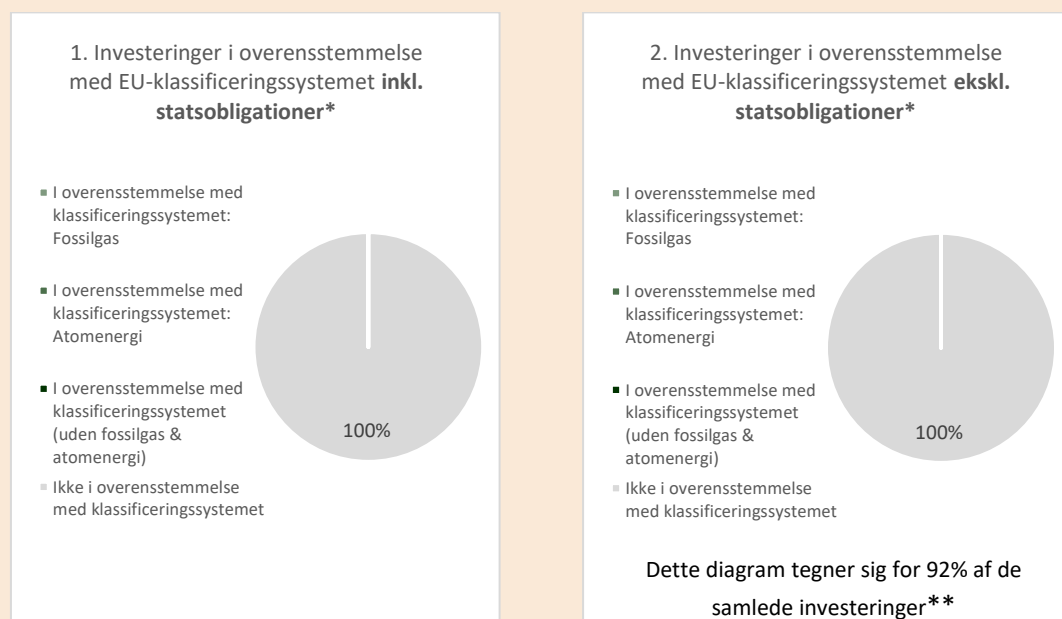 1. Investeringer i overensstemmelse
med EU-klassificeringssystemet inkl.
statsobligationer*
I overensstemmelse med
klassificeringssystemet:
Fossilgas
I overensstemmelse med
klassificeringssystemet:
Atomenergi
I overensstemmelse med
klassificeringssystemet
(uden fossilgas &
atomenergi)
Ikke i overensstemmelse
med klassificeringssystemet
100%
2. Investeringer i overensstemmelse
med EU-klassificeringssystemet ekskl.
statsobligationer*
I overensstemmelse med
klassificeringssystemet:
Fossilgas
I overensstemmelse med
klassificeringssystemet:
Atomenergi
I overensstemmelse med
klassificeringssystemet
(uden fossilgas &
atomenergi)
Ikke i overensstemmelse
med klassificeringssystemet
100%
Dette diagram tegner sig for 92% af de
samlede investeringer**